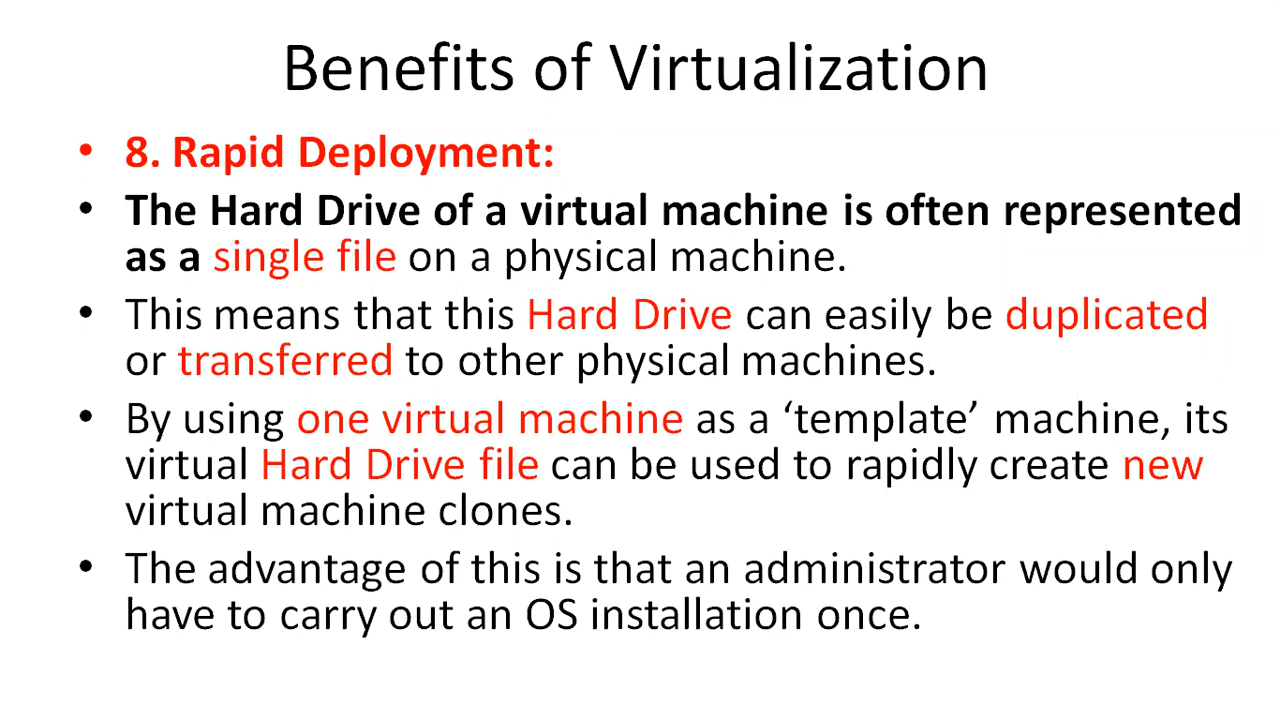 Benefits of Virtualization
• 8. Rapid Deployment:
• The Hard Drive of a virtual machine is often represented
as a single file on a physical machine.
• This means that this Hard Drive can easily be duplicated
or transferred to other physical machines.
• By using one virtual machine as a ‘template’ machine, its
virtual Hard Drive file can be used to rapidly create new
virtual machine clones.
• The advantage of this is that an administrator would only
have to carry out an OS installation once.